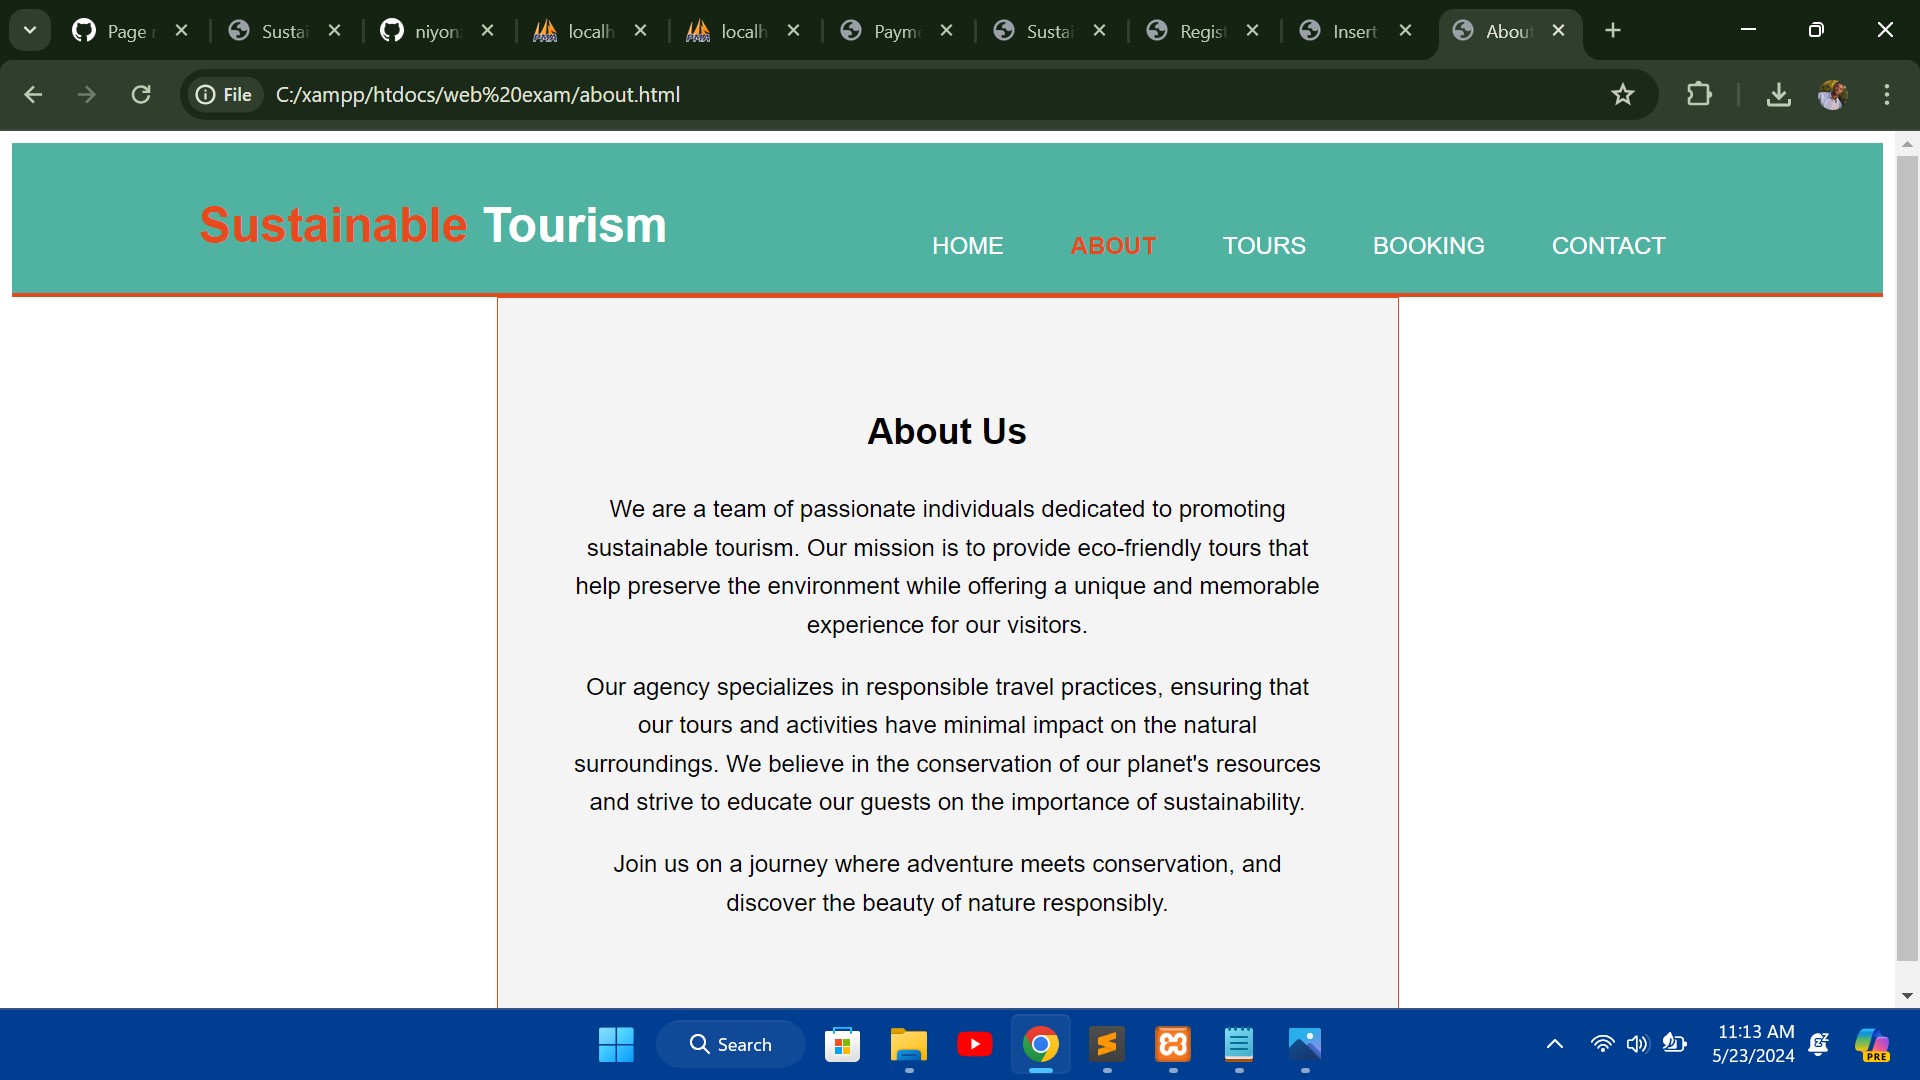 Page
Sustai
niyon
localh
localh
Payme
Sustai
Regist
Insert
About
File
C:/xampp/htdocs/web%20exam/about.html
Sustainable Tourism
HOME ABOUT TOURS BOOKING CONTACT
About Us
We are a team of passionate individuals dedicated to promoting
sustainable tourism. Our mission is to provide eco-friendly tours that
help preserve the environment while offering a unique and memorable
experience for our visitors.
Our agency specializes in responsible travel practices, ensuring that
our tours and activities have minimal impact on the natural
surroundings. We believe in the conservation of our planet's resources
and strive to educate our guests on the importance of sustainability.
Join us on a journey where adventure meets conservation, and
discover the beauty of nature responsibly.
Search
11:13 AM
5/23/2024
PRE